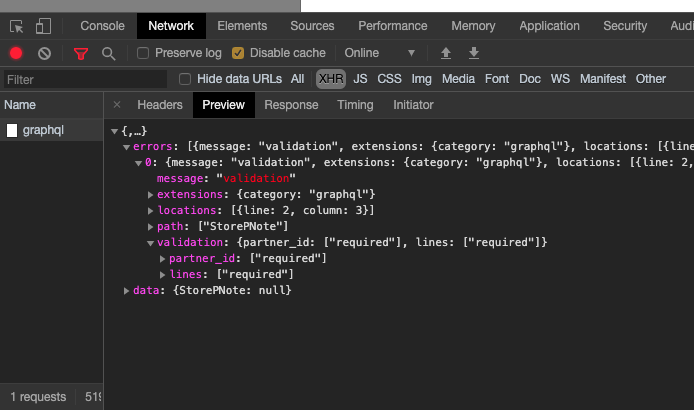 Console Network Elements Sources Performance Memory Application Security Audi
Preserve log Disable cache Online
Filter Hide data URLs All XHR JS CSS Img Media Font Doc WS Manifest Other
Name × Headers Preview Response Timing Initiator
graphql
{,…}
errors: [{message: "validation", extensions: {category: "graphql"}, locations: [{line
0: {message: "validation", extensions: {category: "graphql"}, locations: [{line: 2,
message: "validation"
extensions: {category: "graphql"}
locations: [{line: 2, column: 3}]
path: ["StorePNote"]
validation: {partner_id: ["required"], lines: ["required"]}
partner_id: ["required"]
lines: ["required"]
data: {StorePNote: null}
1 requests 519